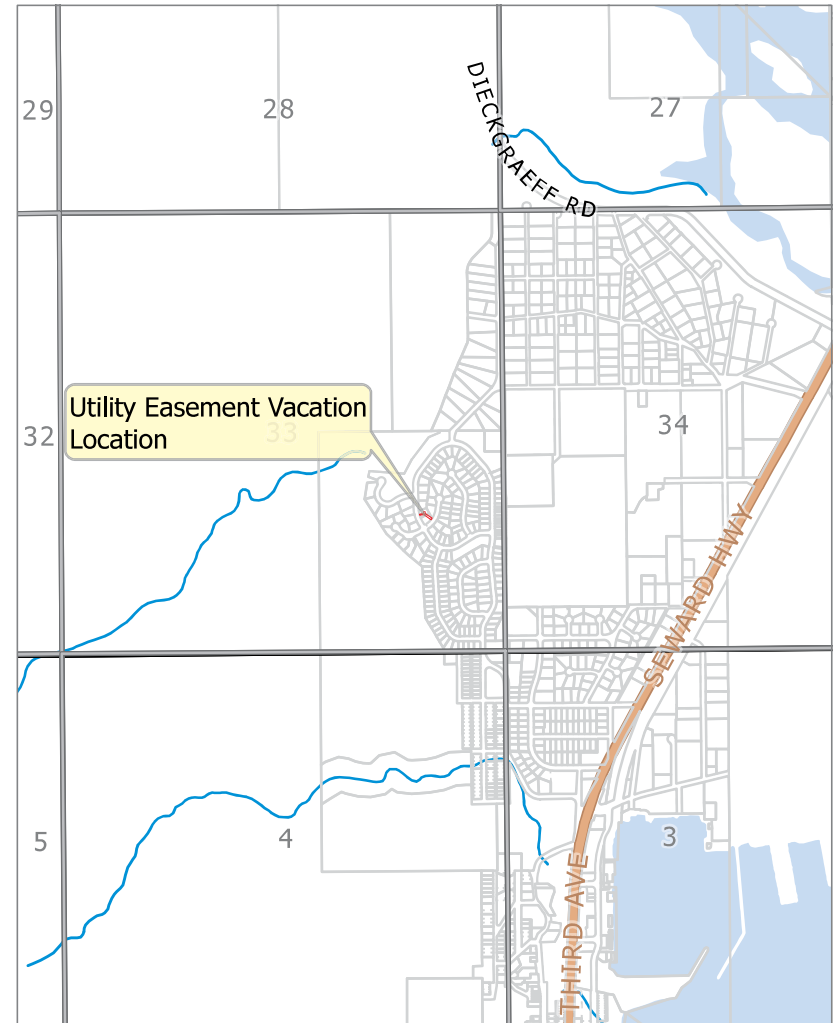 29
28
27
DIECKGRAEFF RD
Utility Easement Vacation
Location
32
33
34
SEWARD HWY
5
4
3
THIRD AVE